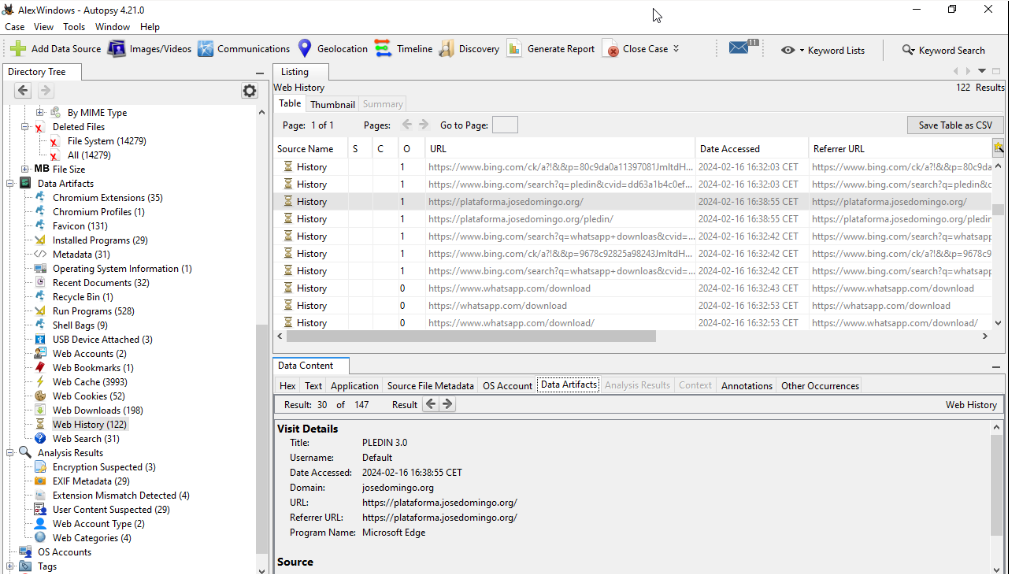 AlexWindows - Autopsy 4.21.0
Case View Tools Window Help
Add Data Source Images/Videos Communications Geolocation Timeline Discovery Generate Report Close Case Keyword Lists Keyword Search
Directory Tree
By MIME Type
Deleted Files
File System (14279)
All (14279)
MB File Size
Data Artifacts
Chromium Extensions (35)
Chromium Profiles (1)
Favicon (131)
Installed Programs (29)
Metadata (31)
Operating System Information (1)
Recent Documents (32)
Recycle Bin (1)
Run Programs (528)
Shell Bags (9)
USB Device Attached (3)
Web Accounts (2)
Web Bookmarks (1)
Web Cache (3993)
Web Cookies (52)
Web Downloads (198)
Web History (122)
Web Search (31)
Analysis Results
Encryption Suspected (3)
EXIF Metadata (29)
Extension Mismatch Detected (4)
User Content Suspected (29)
Web Account Type (2)
Web Categories (4)
OS Accounts
Tags
Listing
Web History 122 Results
Table Thumbnail Summary
Page: 1 of 1 Pages: Go to Page: Save Table as CSV
Source Name S C O URL Date Accessed Referrer URL
History 1 https://www.bing.com/ck/a?!&&p=80c9da0a11397081JmltdH... 2024-02-16 16:32:03 CET https://www.bing.com/ck/a?!&&p=80c9da
History 1 https://www.bing.com/search?q=pledin&cvid=dd63a1b4c0ef... 2024-02-16 16:32:03 CET https://www.bing.com/search?q=pledin&c
History 1 https://plataforma.josedomingo.org/ 2024-02-16 16:38:55 CET https://plataforma.josedomingo.org/
History 1 https://plataforma.josedomingo.org/pledin/ 2024-02-16 16:38:55 CET https://plataforma.josedomingo.org/pledin
History 1 https://www.bing.com/search?q=whatsapp+downloas&cvid=... 2024-02-16 16:32:42 CET https://www.bing.com/search?q=whatsapp
History 1 https://www.bing.com/ck/a?!&&p=9678c92825a98243JmltdH... 2024-02-16 16:32:42 CET https://www.bing.com/ck/a?!&&p=9678c9
History 1 https://www.bing.com/search?q=whatsapp+downloas&cvid=... 2024-02-16 16:32:42 CET https://www.bing.com/search?q=whatsapp
History 0 https://www.whatsapp.com/download 2024-02-16 16:32:43 CET https://www.whatsapp.com/download
History 0 https://whatsapp.com/download 2024-02-16 16:32:53 CET https://whatsapp.com/download
History 0 https://www.whatsapp.com/download/ 2024-02-16 16:32:53 CET https://www.whatsapp.com/download/
Data Content
Hex Text Application Source File Metadata OS Account Data Artifacts Analysis Results Context Annotations Other Occurrences
Result: 30 of 147 Result Web History
Visit Details
Title: PLEDIN 3.0
Username: Default
Date Accessed: 2024-02-16 16:38:55 CET
Domain: josedomingo.org
URL: https://plataforma.josedomingo.org/
Referrer URL: https://plataforma.josedomingo.org/
Program Name: Microsoft Edge
Source